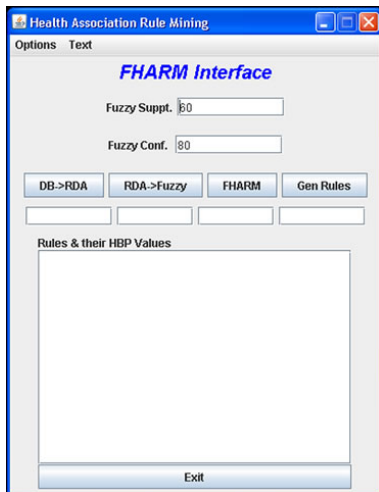 Health Association Rule Mining
Options Text
FHARM Interface
Fuzzy Suppt. 60
Fuzzy Conf. 80
DB->RDA RDA->Fuzzy FHARM Gen Rules
Rules & their HBP Values
Exit